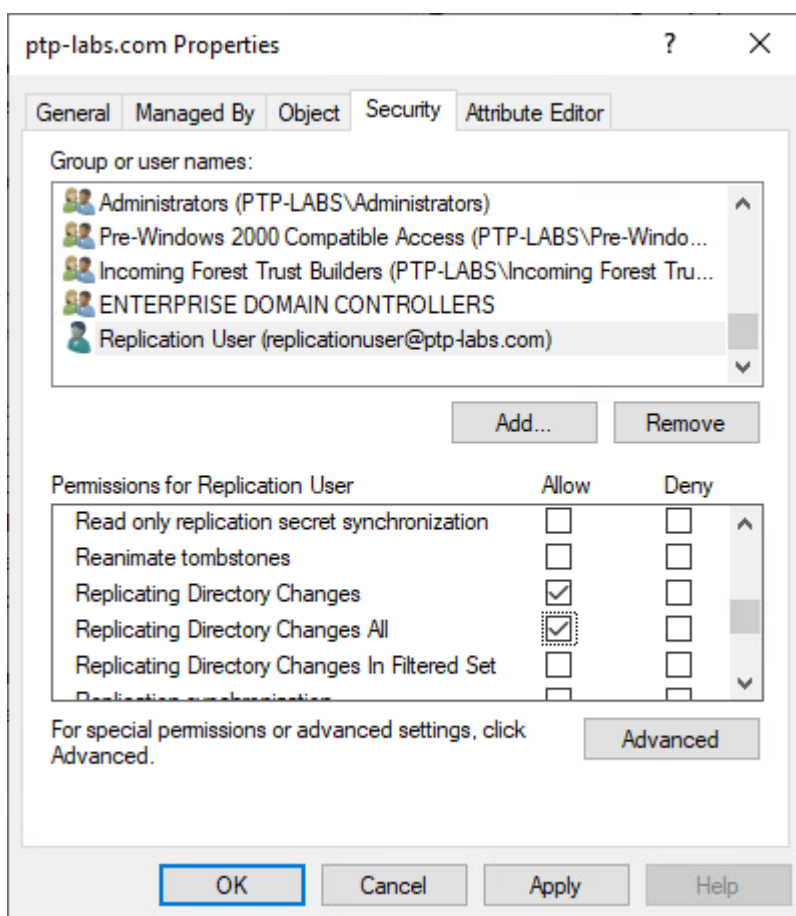 ptp-labs.com Properties
?
General Managed By Object Security Attribute Editor
Group or user names:
Administrators (PTP-LABS\Administrators)
Pre-Windows 2000 Compatible Access (PTP-LABS\Pre-Windo...
Incoming Forest Trust Builders (PTP-LABS\Incoming Forest Tru...
ENTERPRISE DOMAIN CONTROLLERS
Replication User (replicationuser@ptp-labs.com)
Add... Remove
Permissions for Replication User Allow Deny
Read only replication secret synchronization
Reanimate tombstones
Replicating Directory Changes
Replicating Directory Changes All
Replicating Directory Changes In Filtered Set
Replication synchronization
For special permissions or advanced settings, click
Advanced.
Advanced
OK Cancel Apply Help